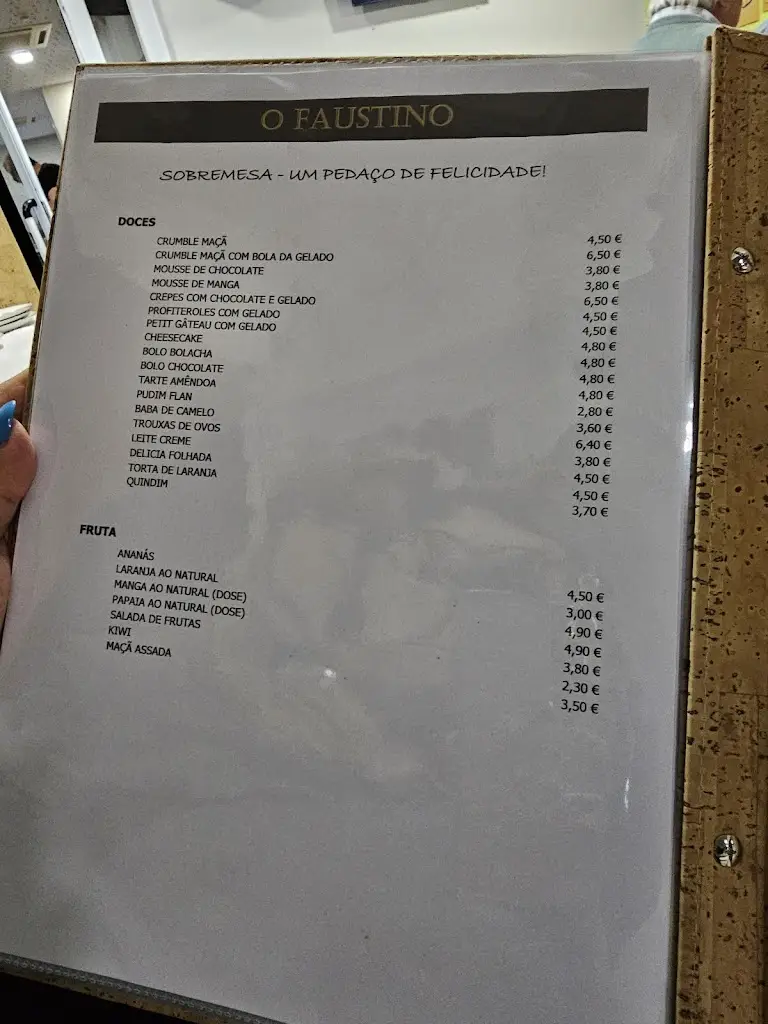 O FAUSTINO
SOBREMESA - UM PEDAÇO DE FELICIDADE!
DOCES
CRUMBLE MAÇÃ 4,50 €
CRUMBLE MAÇÃ COM BOLA DA GELADO 6,50 €
MOUSSE DE CHOCOLATE 3,80 €
MOUSSE DE MANGA 3,80 €
CREPES COM CHOCOLATE E GELADO 6,50 €
PROFITEROLES COM GELADO 4,50 €
PETIT GÂTEAU COM GELADO 4,50 €
CHEESECAKE 4,80 €
BOLO BOLACHA 4,80 €
BOLO CHOCOLATE 4,80 €
TARTE AMÊNDOA 4,80 €
PUDIM FLAN 2,80 €
BABA DE CAMELO 3,60 €
TROUXAS DE OVOS 6,40 €
LEITE CREME 3,80 €
DELICIA FOLHADA 4,50 €
TORTA DE LARANJA 4,50 €
QUINDIM 3,70 €
FRUTA
ANANÁS 4,50 €
LARANJA AO NATURAL 3,00 €
MANGA AO NATURAL (DOSE) 4,90 €
PAPAIA AO NATURAL (DOSE) 4,90 €
SALADA DE FRUTAS 3,80 €
KIWI 2,30 €
MAÇÃ ASSADA 3,50 €